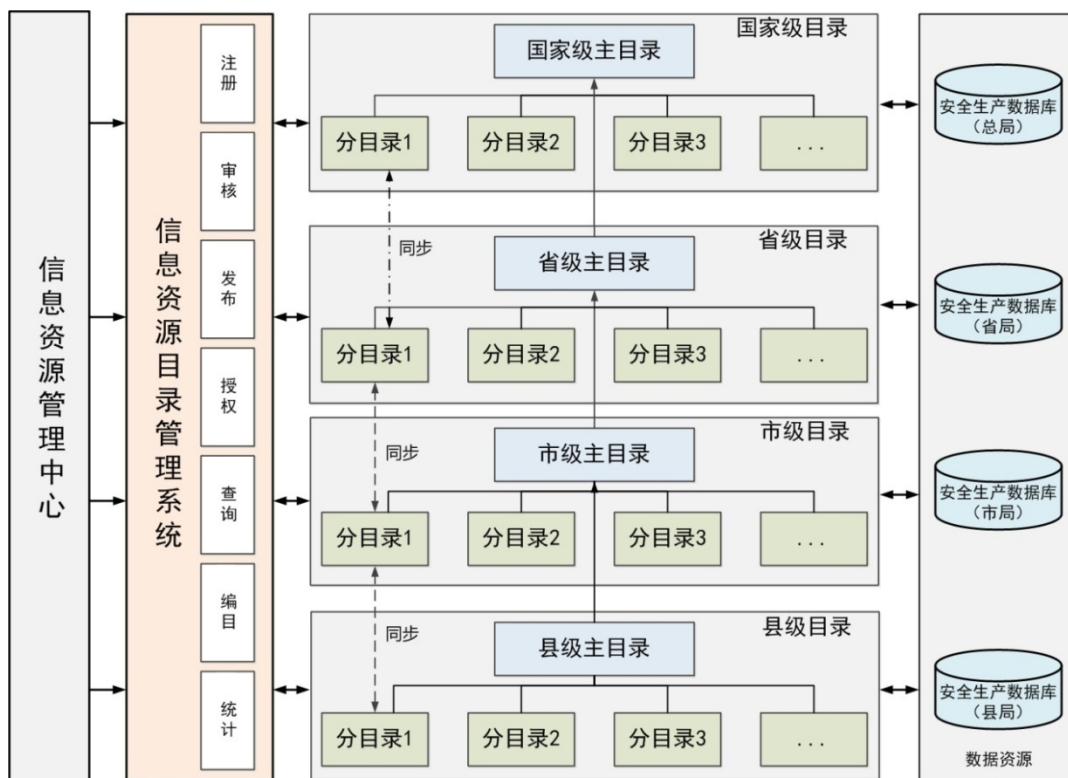 信息资源管理中心
信息资源目录管理系统
注册
审核
发布
授权
查询
编目
统计
国家级目录
国家级主目录
分目录1
分目录2
分目录3
...
同步
省级目录
省级主目录
分目录1
分目录2
分目录3
...
同步
市级目录
市级主目录
分目录1
分目录2
分目录3
...
同步
县级目录
县级主目录
分目录1
分目录2
分目录3
...
安全生产数据库
（总局）
安全生产数据库
（省局）
安全生产数据库
（市局）
安全生产数据库
（县局）
数据资源